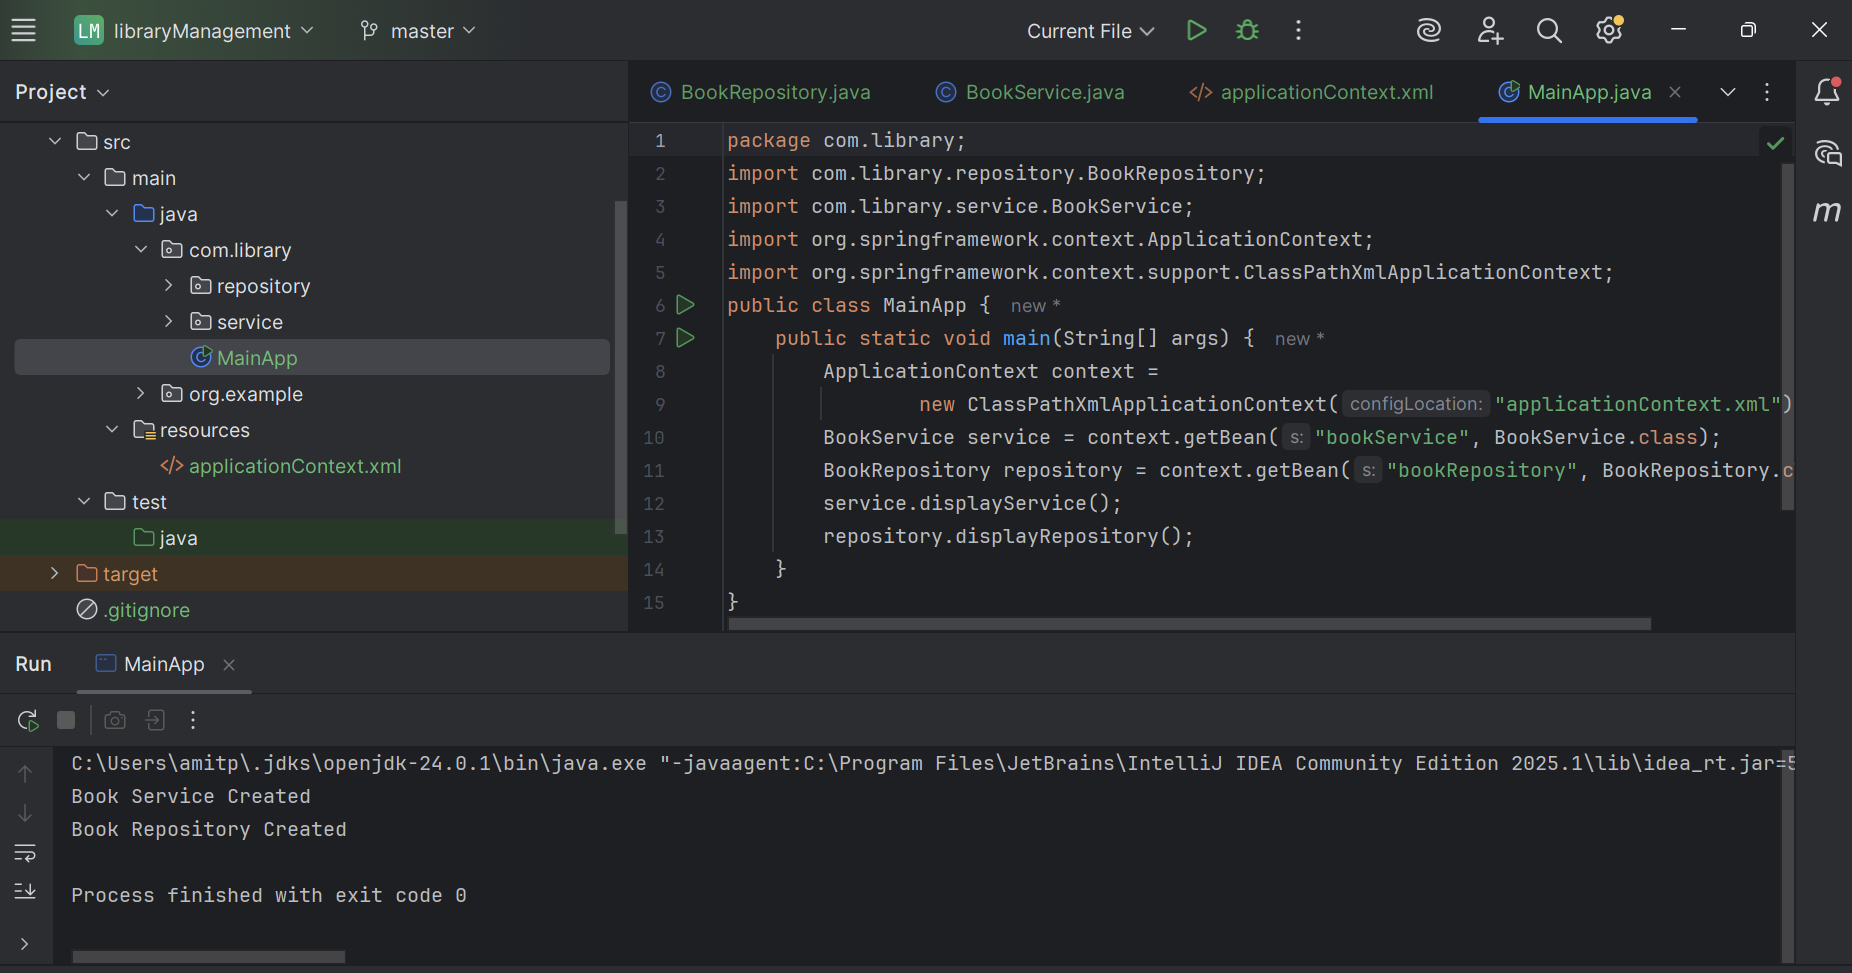 LM libraryManagement master Current File
Project
src
main
java
com.library
repository
service
MainApp
org.example
resources
applicationContext.xml
test
java
target
.gitignore
BookRepository.java BookService.java applicationContext.xml MainApp.java
1 package com.library;
2 import com.library.repository.BookRepository;
3 import com.library.service.BookService;
4 import org.springframework.context.ApplicationContext;
5 import org.springframework.context.support.ClassPathXmlApplicationContext;
6 public class MainApp { new *
7 public static void main(String[] args) { new *
8 ApplicationContext context =
9 new ClassPathXmlApplicationContext( configLocation: "applicationContext.xml")
10 BookService service = context.getBean( s: "bookService", BookService.class);
11 BookRepository repository = context.getBean( s: "bookRepository", BookRepository.c
12 service.displayService();
13 repository.displayRepository();
14 }
15 }
m
Run MainApp
C:\Users\amitp\.jdks\openjdk-24.0.1\bin\java.exe "-javaagent:C:\Program Files\JetBrains\IntelliJ IDEA Community Edition 2025.1\lib\idea_rt.jar=5
Book Service Created
Book Repository Created
Process finished with exit code 0